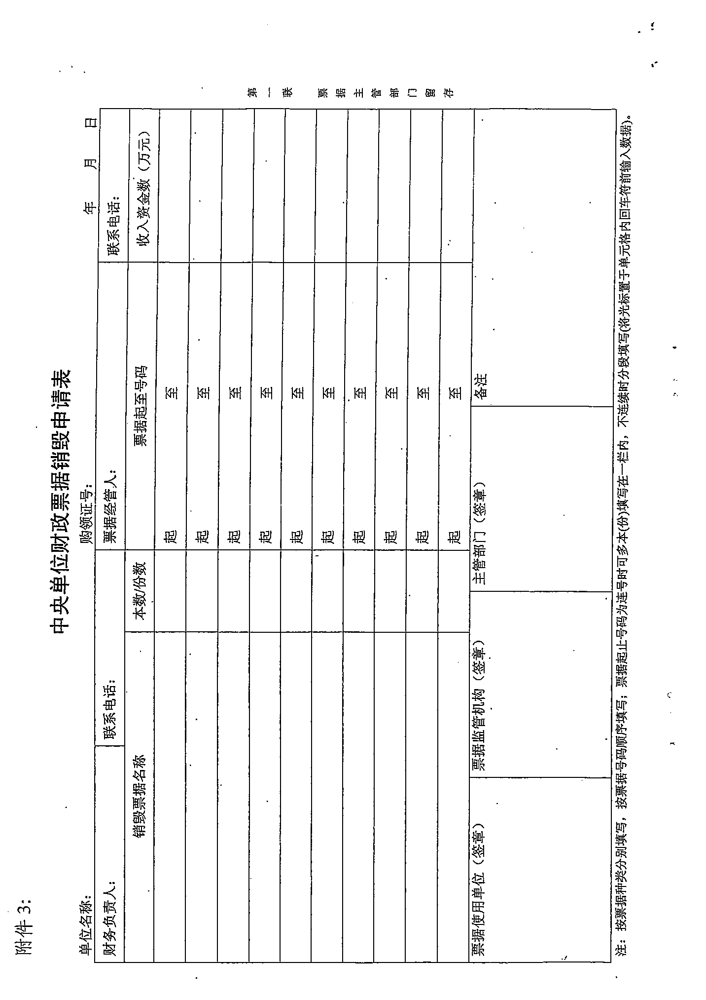 附件 3:
中央单位财政票据销毁申请表
单位名称: 购领证号: 年 月 日
财务负责人: 联系电话: 票据经管人: 联系电话:
销毁票据名称 本数/份数 票据起至号码 收入资金数（万元）
起 至
起 至
起 至
起 至
起 至
起 至
起 至
起 至
起 至
起 至
票据使用单位（签章） 票据监管机构（签章） 主管部门（签章） 备注
注: 按票据种类分别填写，按票据号码顺序填写；票据起止号码为连号时可多本(份)填写在一栏内，不连续时分段填写(将光标置于单元格内回车符前输入数据)。
第一联 票据主管部门留存